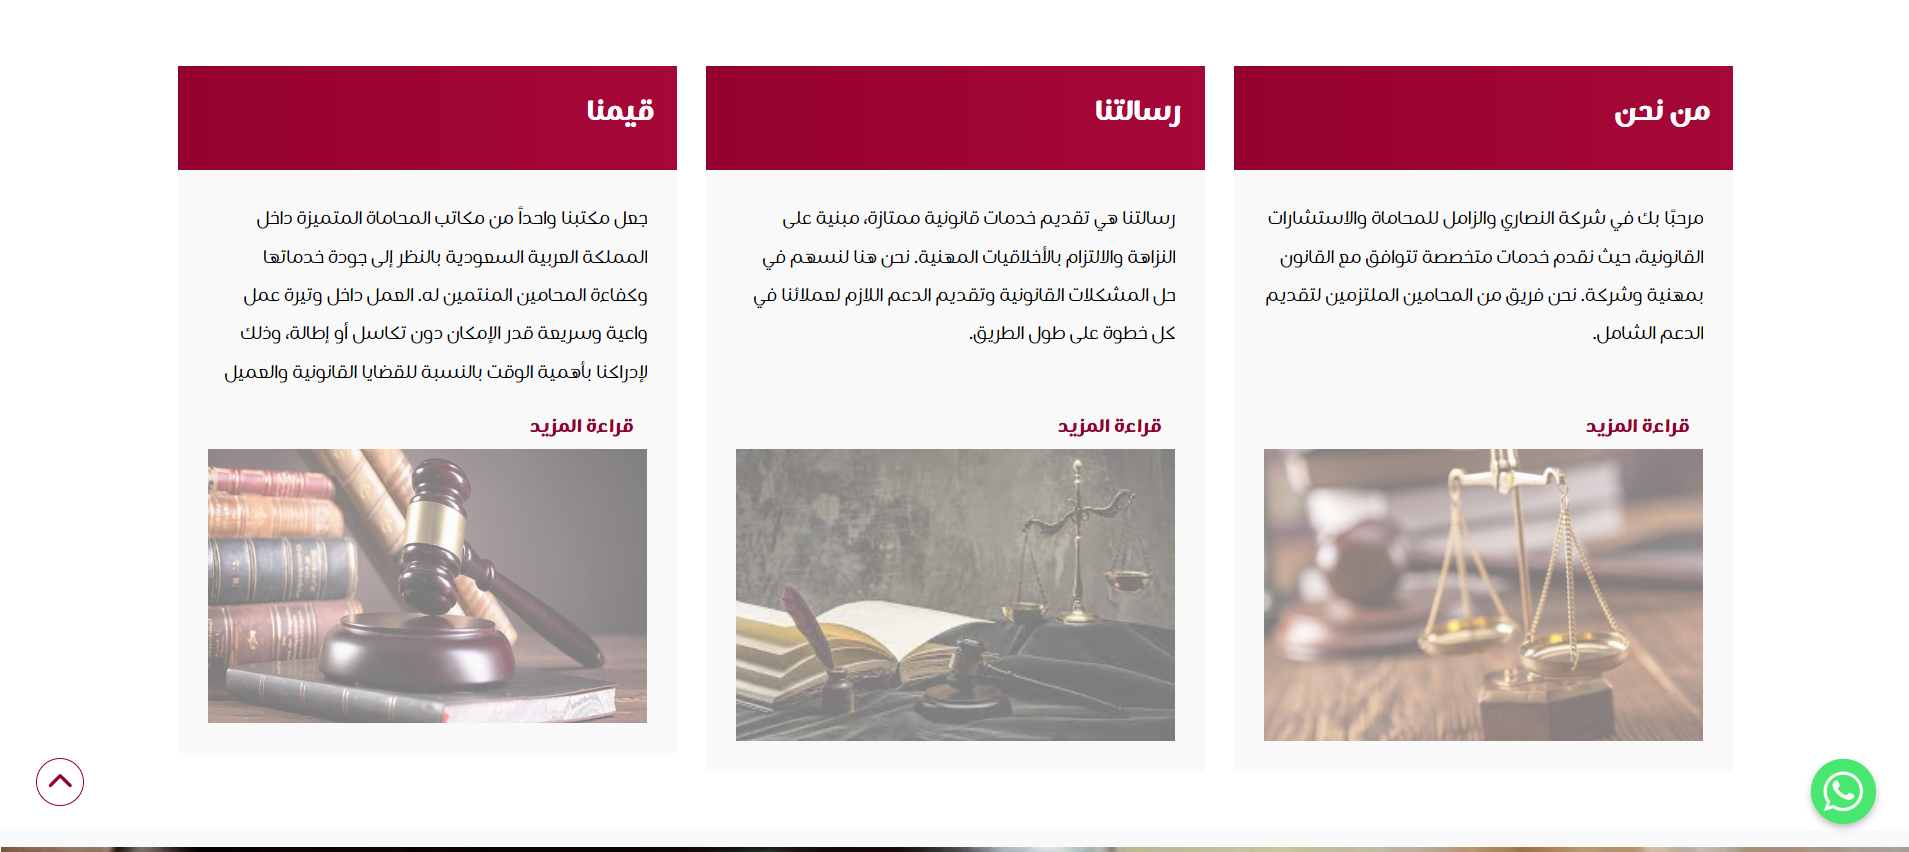 من نحن
مرحبًا بك في شركة النصاري والزامل للمحاماة والاستشارات
القانونية، حيث نقدم خدمات متخصصة تتوافق مع القانون
بمهنية وشركة. نحن فريق من المحامين الملتزمين لتقديم
الدعم الشامل.
قراءة المزيد
رسالتنا
رسالتنا هي تقديم خدمات قانونية ممتازة، مبنية على
النزاهة والالتزام بالأخلاقيات المهنية. نحن هنا لنسهم في
حل المشكلات القانونية وتقديم الدعم اللازم لعملائنا في
كل خطوة على طول الطريق.
قراءة المزيد
قيمنا
جعل مكتبنا واحداً من مكاتب المحاماة المتميزة داخل
المملكة العربية السعودية بالنظر إلى جودة خدماتها
وكفاءة المحامين المنتمين له. العمل داخل وتيرة عمل
واعية وسريعة قدر الإمكان دون تكاسل أو إطالة، وذلك
لإدراكنا بأهمية الوقت بالنسبة للقضايا القانونية والعميل
قراءة المزيد